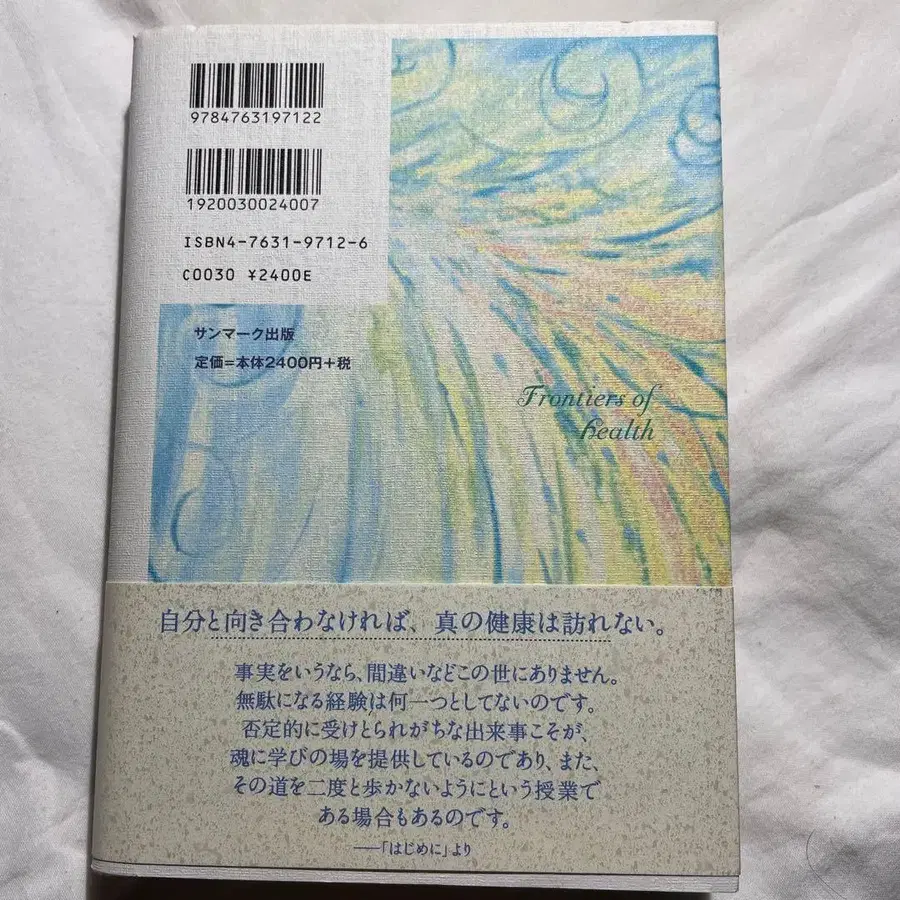 9784763197122
1920030024007
ISBN4-7631-9712-6
C0030 ¥2400E
サンマーク出版
定価=本体2400円+税
Frontiers of
health
自分と向き合わなければ、真の健康は訪れない。
事実をいうなら、間違いなどこの世にありません。
無駄になる経験は何一つとしてないのです。
否定的に受けとられがちな出来事こそが、
魂に学びの場を提供しているのであり、また、
その道を二度と歩かないようにという授業で
ある場合もあるのです。
──「はじめに」より